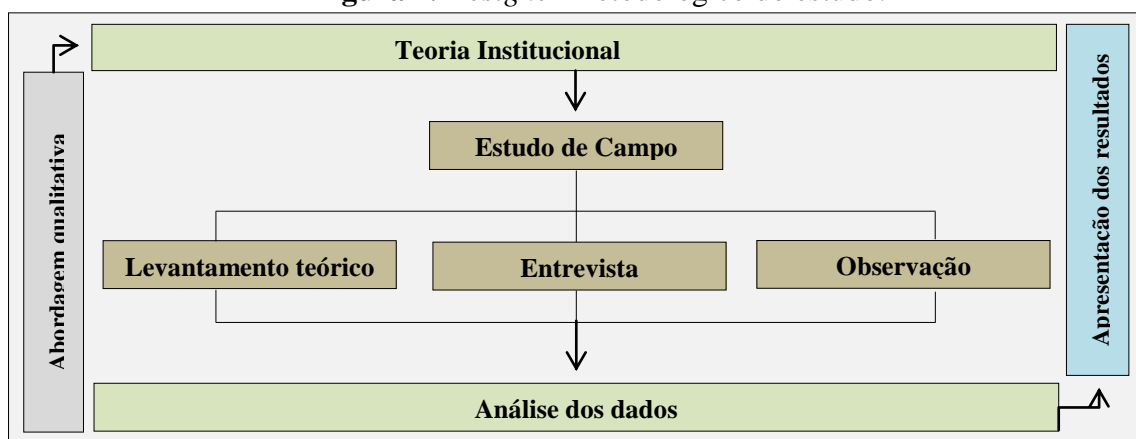 Teoria Institucional
Estudo de Campo
Levantamento teórico
Entrevista
Observação
Análise dos dados
Abordagem qualitativa
Apresentação dos resultados